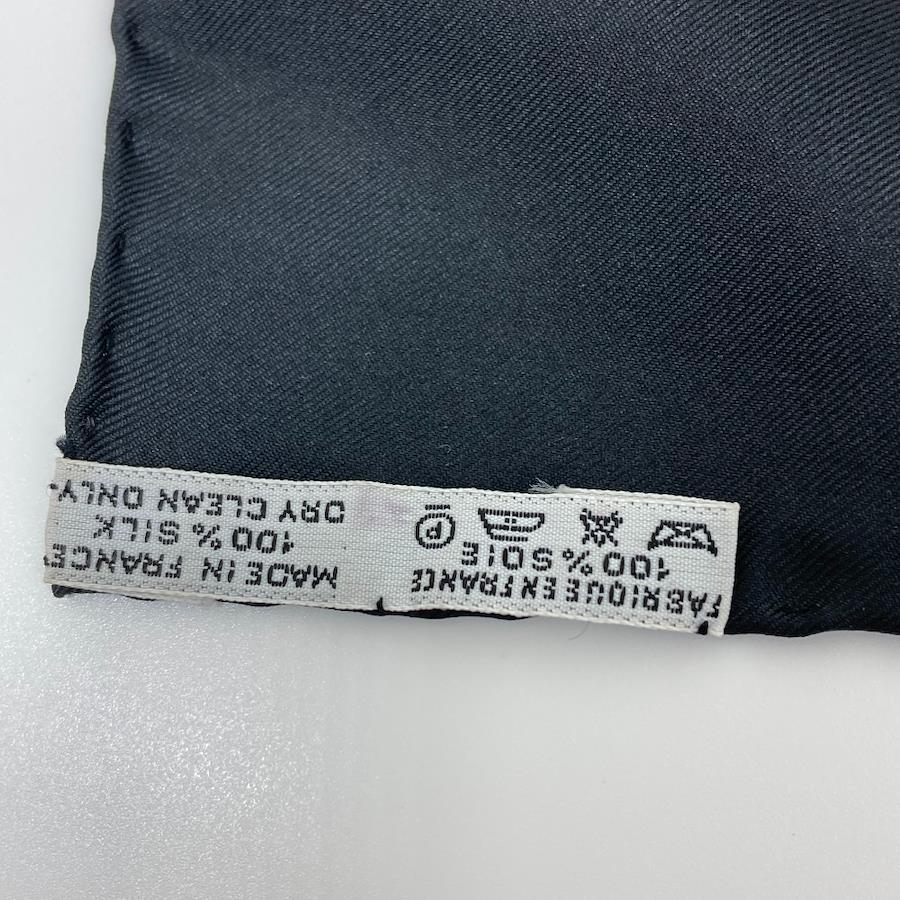 FABRIQUE EN FRANCE
100% SOIE
P
MADE IN FRANCE
100% SILK
DRY CLEAN ONLY